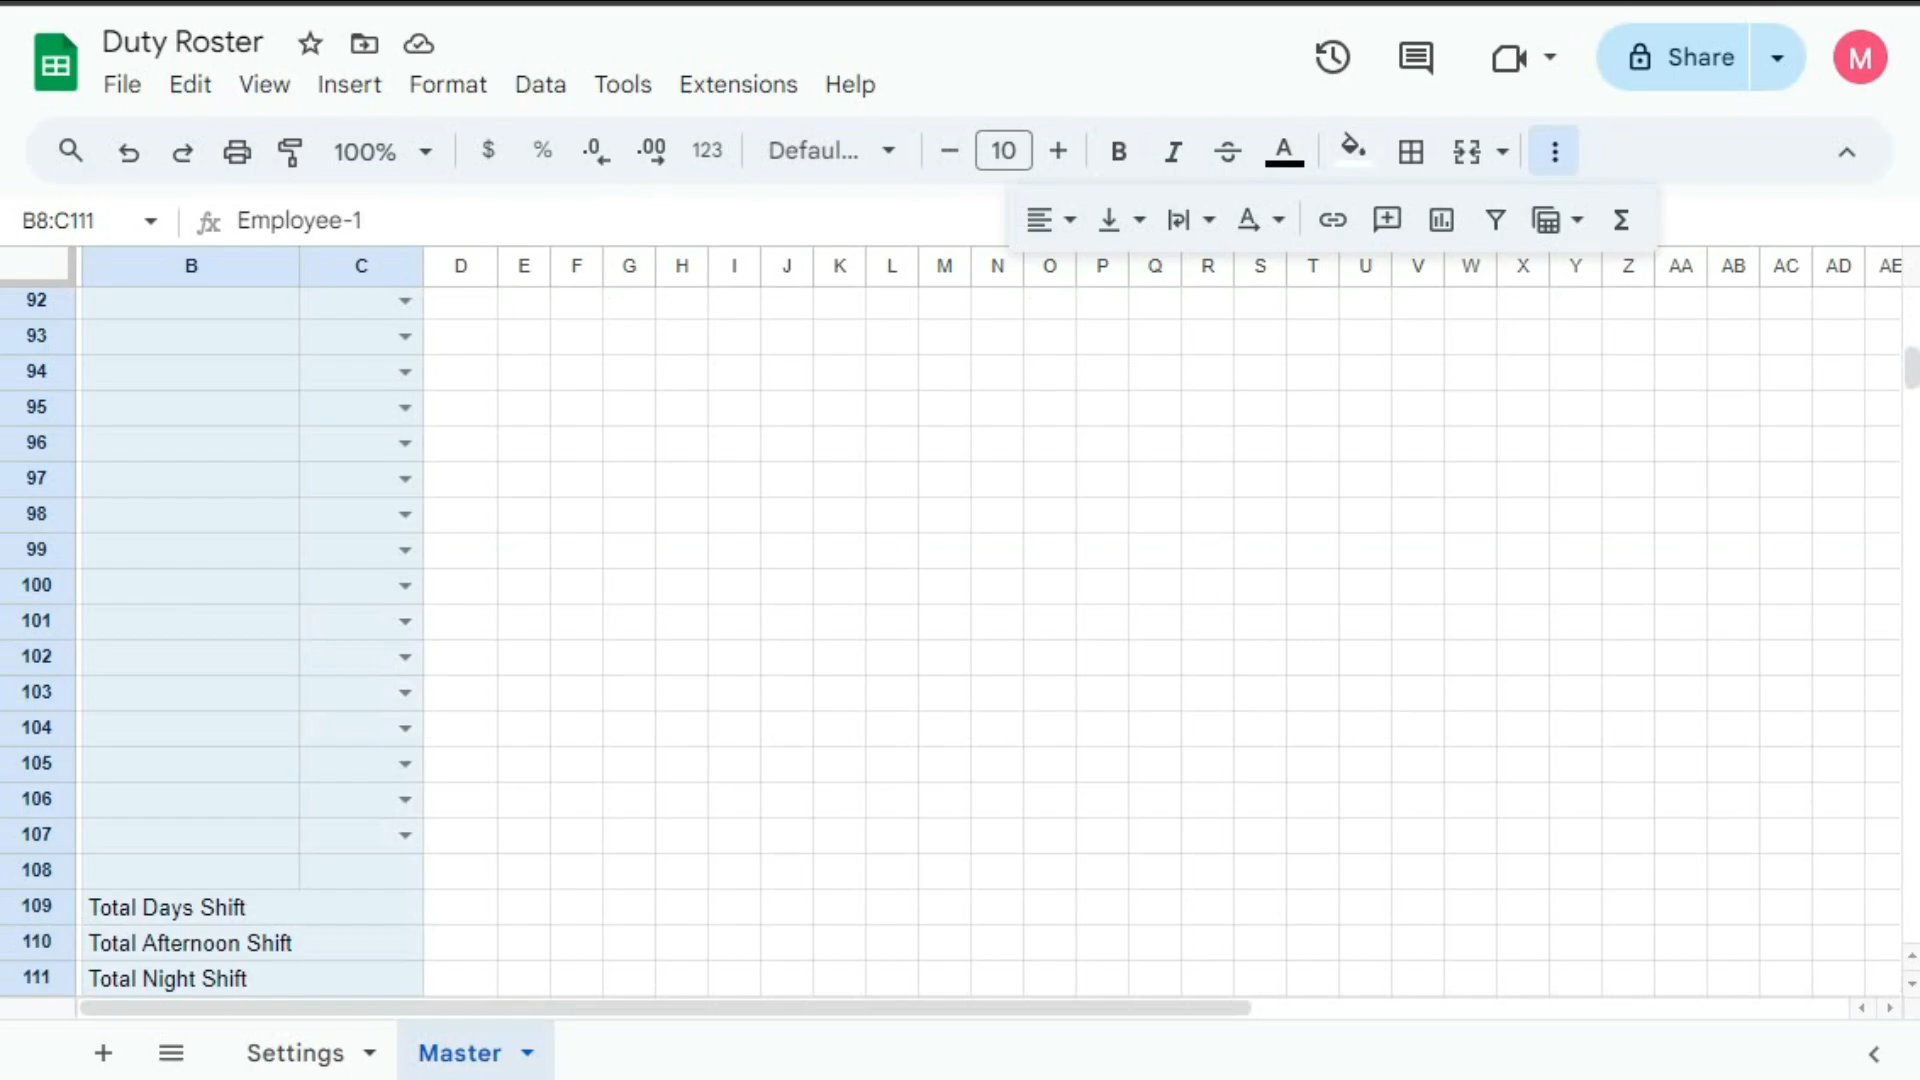 Duty Roster
File Edit View Insert Format Data Tools Extensions Help
Share
M
100% $ % .0 .00 123 Defaul... 10 B I A
B8:C111 fx Employee-1
B C D E F G H I J K L M N O P Q R S T U V W X Y Z AA AB AC AD AE
92
93
94
95
96
97
98
99
100
101
102
103
104
105
106
107
108
109 Total Days Shift
110 Total Afternoon Shift
111 Total Night Shift
Settings Master